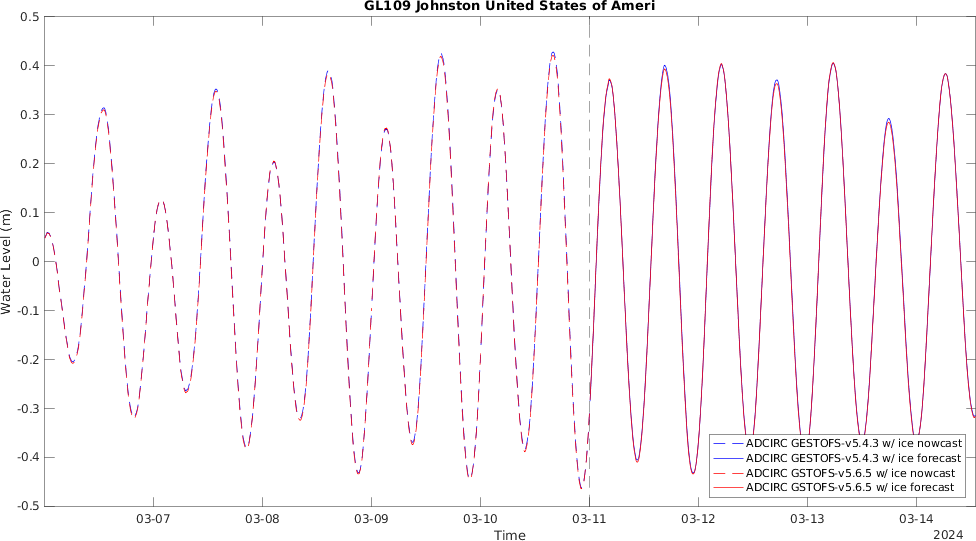 GL109 Johnston United States of Ameri
0.5
0.4
0.3
0.2
0.1
0
-0.1
-0.2
-0.3
-0.4
-0.5
Water Level (m)
ADCIRC GESTOFS-v5.4.3 w/ ice nowcast
ADCIRC GESTOFS-v5.4.3 w/ ice forecast
ADCIRC GSTOFS-v5.6.5 w/ ice nowcast
ADCIRC GSTOFS-v5.6.5 w/ ice forecast
03-07 03-08 03-09 03-10 03-11 03-12 03-13 03-14
Time
2024